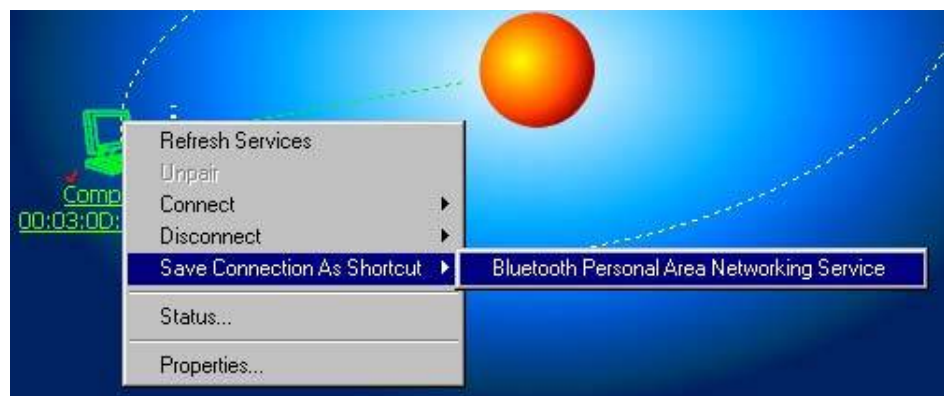 Refresh Services
Unpair
Connect
Disconnect
Save Connection As Shortcut
Bluetooth Personal Area Networking Service
Status...
Properties...
Comp
00:03:0D: